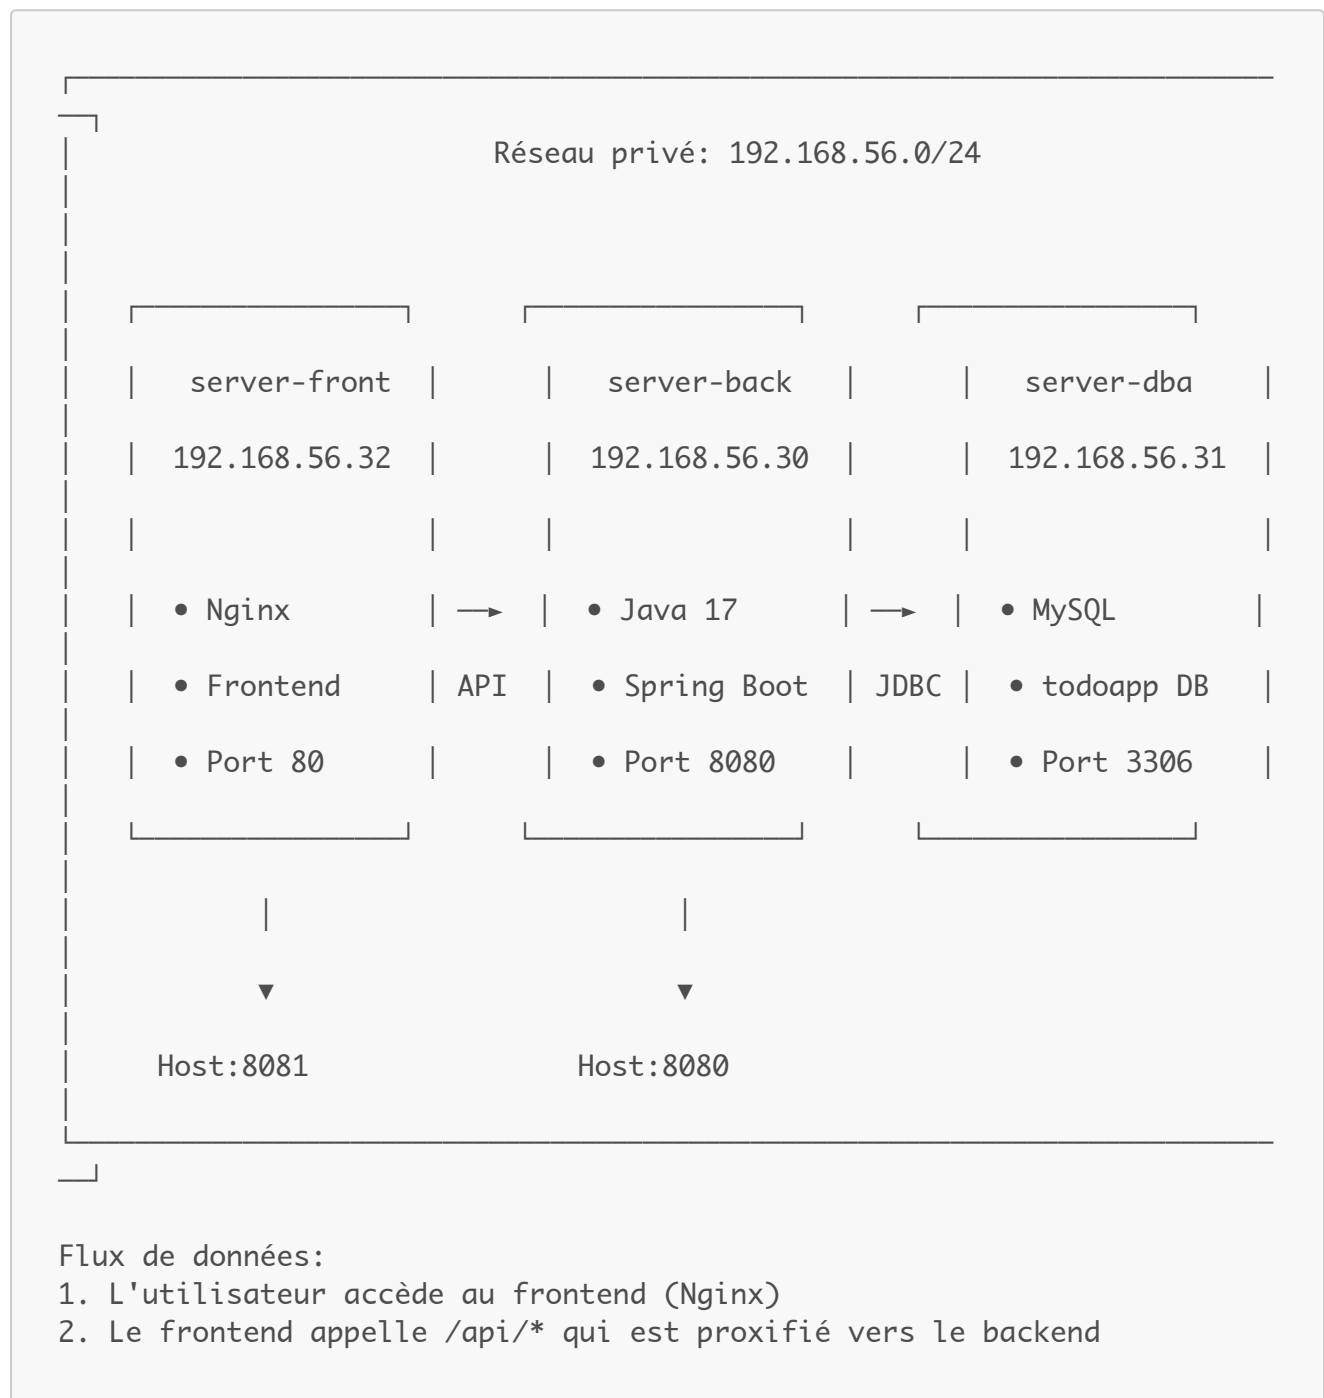 Réseau privé: 192.168.56.0/24
server-front server-back server-dba
192.168.56.32 192.168.56.30 192.168.56.31
• Nginx ──► • Java 17 ──► • MySQL
• Frontend API • Spring Boot JDBC • todoapp DB
• Port 80 • Port 8080 • Port 3306
▼ ▼
Host:8081 Host:8080
Flux de données:
1. L'utilisateur accède au frontend (Nginx)
2. Le frontend appelle /api/* qui est proxifié vers le backend